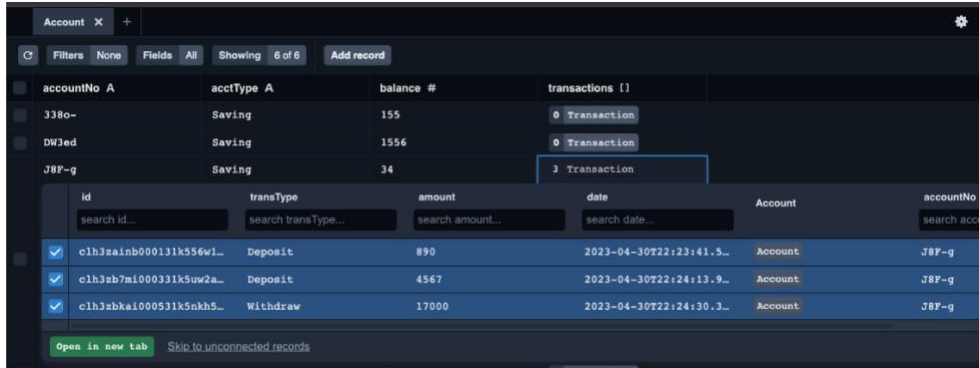 Account × +
Filters None Fields All Showing 6 of 6 Add record
accountNo A acctType A balance # transactions []
338o- Saving 155 0 Transaction
DW3ed Saving 1556 0 Transaction
J8F-g Saving 34 3 Transaction
id transType amount date Account accountNo
search id... search transType... search amount... search date... search acc
clh3zainb000131k556w1… Deposit 890 2023-04-30T22:23:41.5… Account J8F-g
clh3zb7mi000331k5uw2a… Deposit 4567 2023-04-30T22:24:13.9… Account J8F-g
clh3zbkai000531k5nkh5… Withdraw 17000 2023-04-30T22:24:30.3… Account J8F-g
Open in new tab Skip to unconnected records